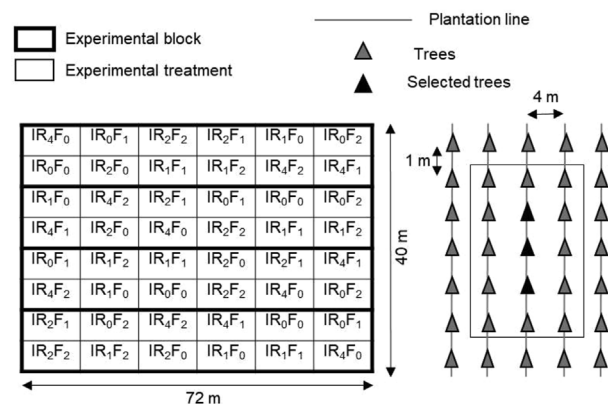 Experimental block
Experimental treatment
Plantation line
Trees
Selected trees
4 m
1 m
IR₄F₀ IR₀F₁ IR₂F₂ IR₂F₁ IR₁F₀ IR₀F₂
IR₀F₀ IR₂F₀ IR₁F₁ IR₁F₂ IR₄F₂ IR₄F₁
IR₁F₀ IR₄F₂ IR₂F₁ IR₀F₁ IR₀F₀ IR₀F₂
IR₄F₁ IR₂F₀ IR₄F₀ IR₂F₂ IR₁F₁ IR₁F₂
IR₀F₁ IR₁F₂ IR₁F₁ IR₂F₀ IR₂F₁ IR₄F₁
IR₄F₂ IR₁F₀ IR₀F₀ IR₂F₂ IR₄F₀ IR₀F₂
IR₂F₁ IR₀F₂ IR₄F₂ IR₄F₁ IR₀F₀ IR₀F₁
IR₂F₂ IR₁F₂ IR₂F₀ IR₁F₀ IR₁F₁ IR₄F₀
40 m
72 m